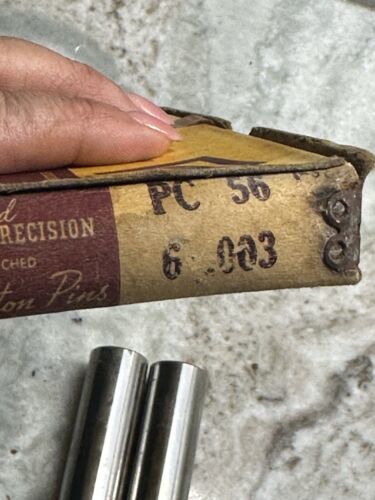 PC 56
6 .003
PRECISION
CHED
ton Pins